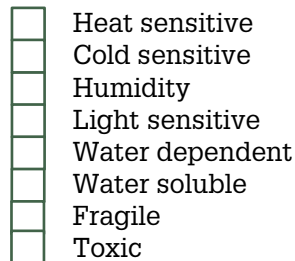 Heat sensitive
Cold sensitive
Humidity
Light sensitive
Water dependent
Water soluble
Fragile
Toxic